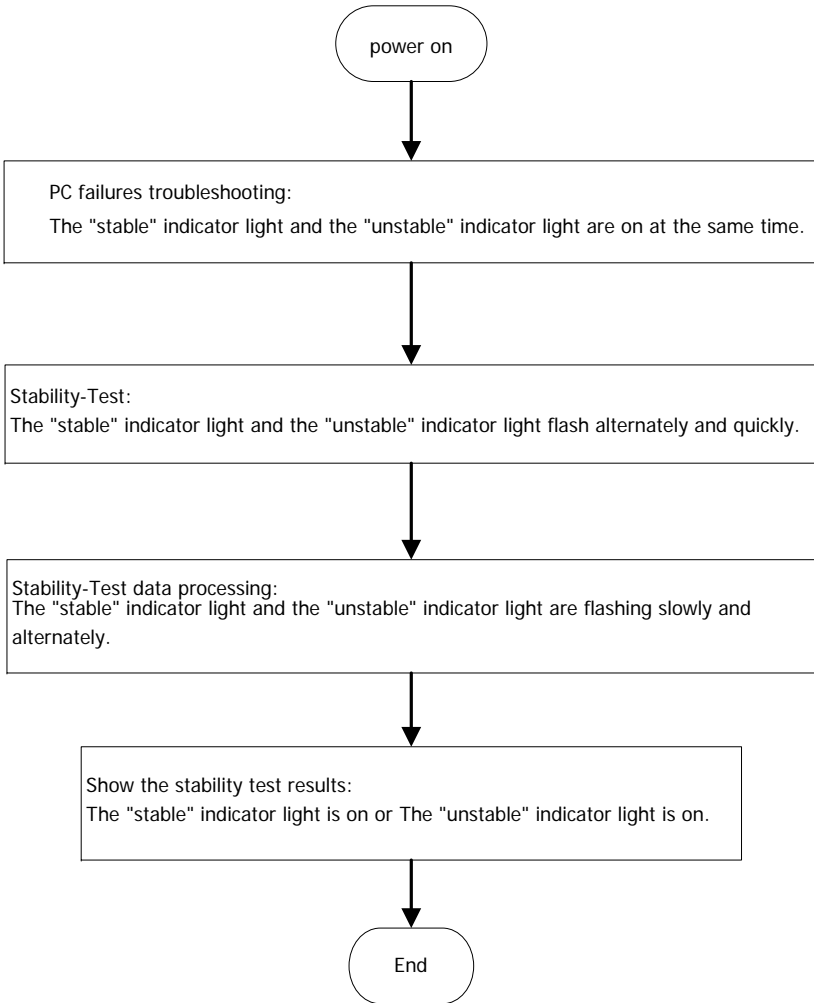 power on
PC failures troubleshooting:
The "stable" indicator light and the "unstable" indicator light are on at the same time.
Stability-Test:
The "stable" indicator light and the "unstable" indicator light flash alternately and quickly.
Stability-Test data processing:
The "stable" indicator light and the "unstable" indicator light are flashing slowly and
alternately.
Show the stability test results:
The "stable" indicator light is on or The "unstable" indicator light is on.
End